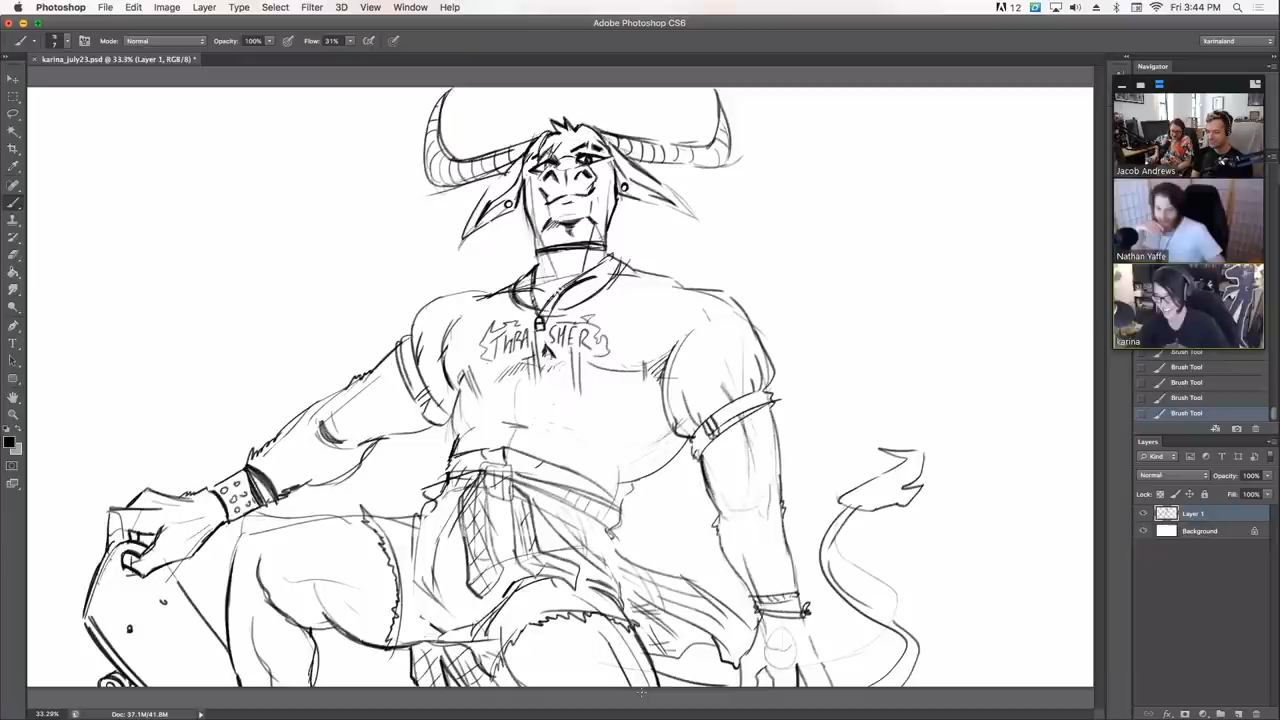 Photoshop File Edit Image Layer Type Select Filter 3D View Window Help
12 Fri 3:44 PM
Adobe Photoshop CS6
7 Mode: Normal Opacity: 100% Flow: 31% karinaland
karina_july23.psd @ 33.3% (Layer 1, RGB/8) *
Navigator
Jacob Andrews
Nathan Yaffe
karina
THRASHER
Brush Tool
Brush Tool
Brush Tool
Brush Tool
Brush Tool
Layers
Kind
Normal Opacity: 100%
Lock: Fill: 100%
Layer 1
Background
33.29% Doc: 37.1M/41.8M